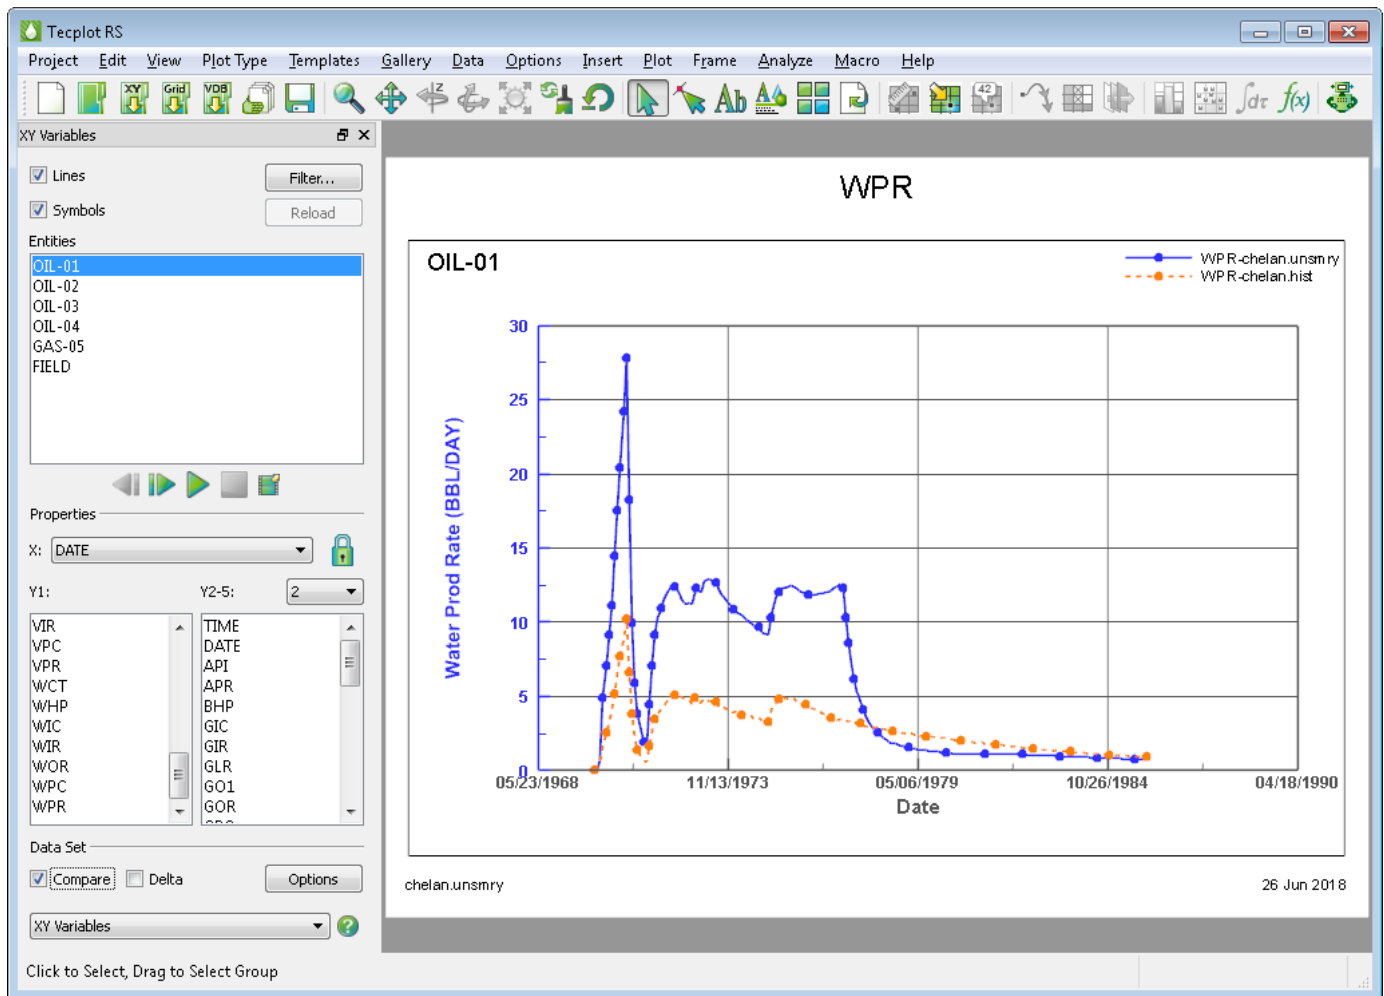 Tecplot RS
Project Edit View Plot Type Templates Gallery Data Options Insert Plot Frame Analyze Macro Help
XY Grid VDB Z Ab A 42 ∫dτ f(x)
XY Variables
Lines
Filter...
Symbols
Reload
Entities
OIL-01
OIL-02
OIL-03
OIL-04
GAS-05
FIELD
Properties
X: DATE
Y1: Y2-5: 2
VIR
VPC
VPR
WCT
WHP
WIC
WIR
WOR
WPC
WPR
TIME
DATE
API
APR
BHP
GIC
GIR
GLR
GO1
GOR
Data Set
Compare Delta Options
XY Variables ?
Click to Select, Drag to Select Group
WPR
OIL-01
WPR-chelan.unsmry
WPR-chelan.hist
30
25
20
15
10
5
0
Water Prod Rate (BBL/DAY)
05/23/1968 11/13/1973 05/06/1979 10/26/1984 04/18/1990
Date
chelan.unsmry
26 Jun 2018